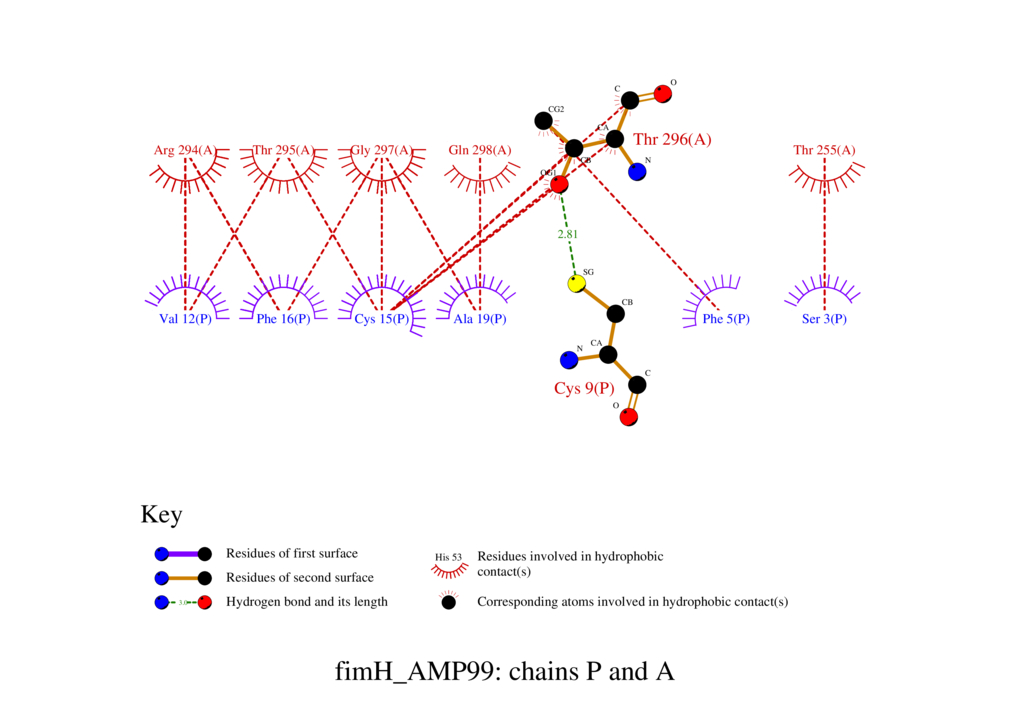 O
C
CG2
CA
Thr 296(A)
Arg 294(A)
Thr 295(A)
Gly 297(A)
Gln 298(A)
Thr 255(A)
CB
N
OG1
2.81
SG
CB
Val 12(P)
Phe 16(P)
Cys 15(P)
Ala 19(P)
Phe 5(P)
Ser 3(P)
N
CA
C
Cys 9(P)
O
Key
Residues of first surface
Residues of second surface
3.0
Hydrogen bond and its length
His 53
Residues involved in hydrophobic
contact(s)
Corresponding atoms involved in hydrophobic contact(s)
fimH_AMP99: chains P and A